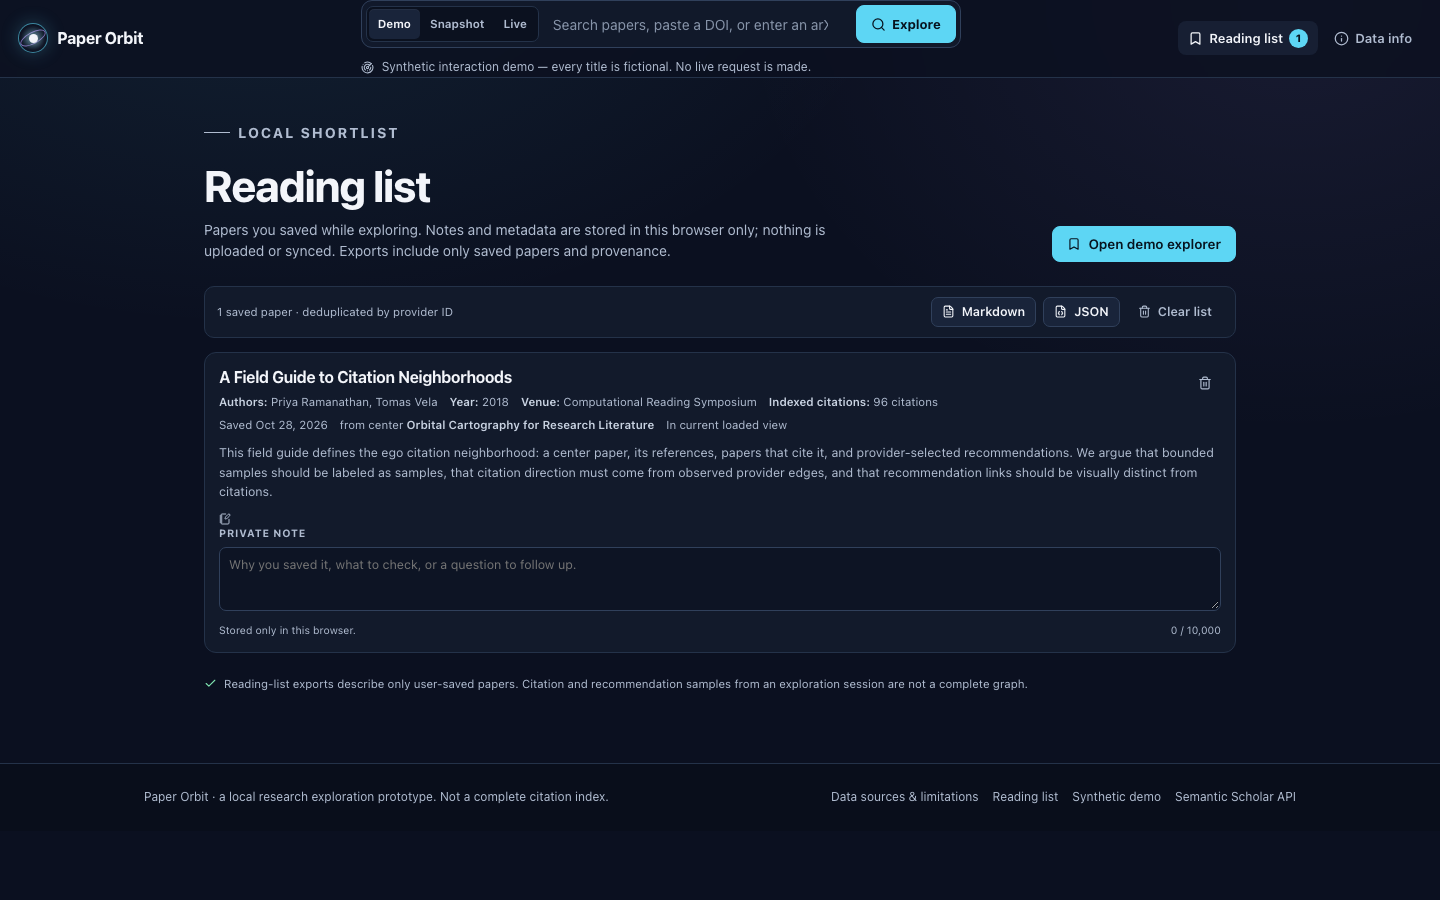 Paper Orbit
Demo Snapshot Live
Search papers, paste a DOI, or enter an ar
Explore
Synthetic interaction demo — every title is fictional. No live request is made.
Reading list 1
Data info
LOCAL SHORTLIST
Reading list
Papers you saved while exploring. Notes and metadata are stored in this browser only; nothing is
uploaded or synced. Exports include only saved papers and provenance.
Open demo explorer
1 saved paper · deduplicated by provider ID
Markdown
JSON
Clear list
A Field Guide to Citation Neighborhoods
Authors: Priya Ramanathan, Tomas Vela Year: 2018 Venue: Computational Reading Symposium Indexed citations: 96 citations
Saved Oct 28, 2026 from center Orbital Cartography for Research Literature In current loaded view
This field guide defines the ego citation neighborhood: a center paper, its references, papers that cite it, and provider-selected recommendations. We argue that bounded
samples should be labeled as samples, that citation direction must come from observed provider edges, and that recommendation links should be visually distinct from
citations.
PRIVATE NOTE
Why you saved it, what to check, or a question to follow up.
Stored only in this browser.
0 / 10,000
Reading-list exports describe only user-saved papers. Citation and recommendation samples from an exploration session are not a complete graph.
Paper Orbit · a local research exploration prototype. Not a complete citation index.
Data sources & limitations Reading list Synthetic demo Semantic Scholar API